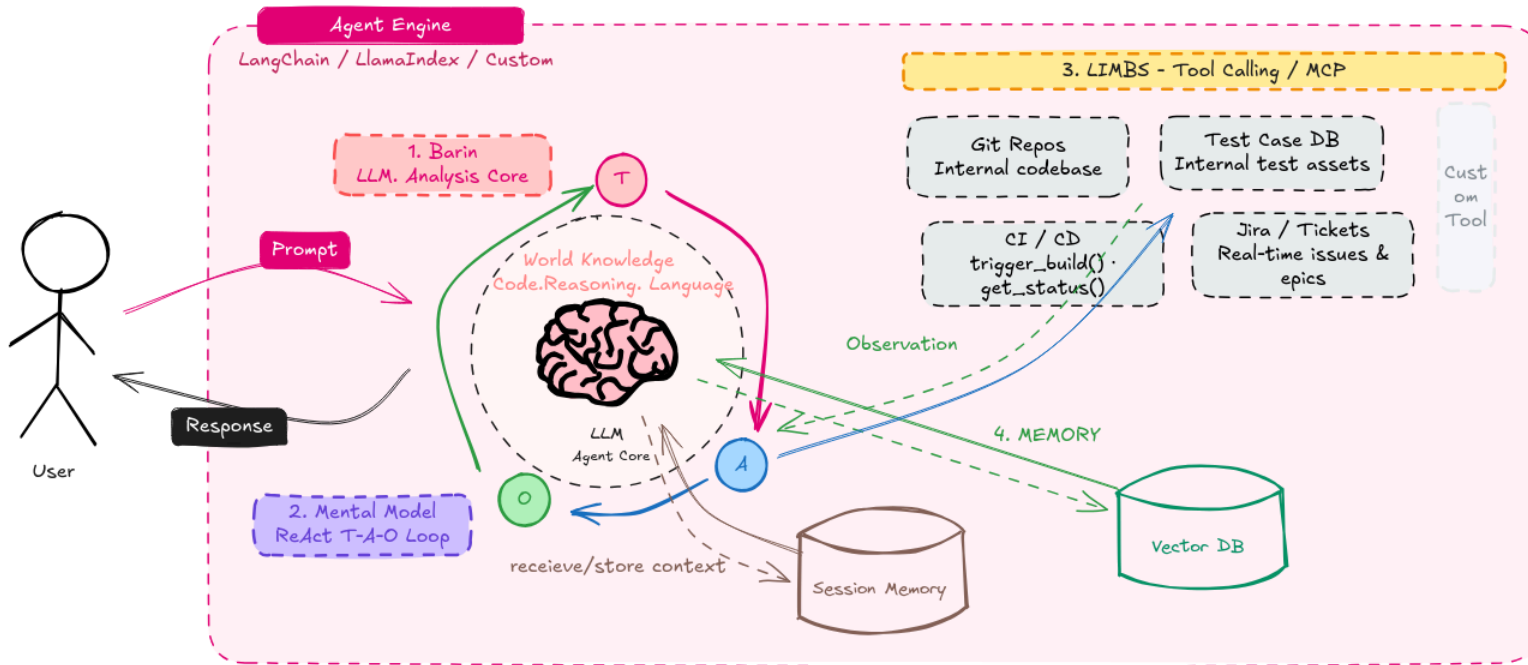 Agent Engine
LangChain / LlamaIndex / Custom
3. LIMBS - Tool Calling / MCP
1. Barin
LLM. Analysis Core
T
Git Repos
Internal codebase
Test Case DB
Internal test assets
Cust
om
Tool
CI / CD
trigger_build() ·
get_status()
Jira / Tickets
Real-time issues &
epics
Prompt
World Knowledge
Code.Reasoning. Language
Observation
Response
User
LLM
Agent Core
4. MEMORY
A
O
2. Mental Model
ReAct T-A-O Loop
receieve/store context
Session Memory
Vector DB